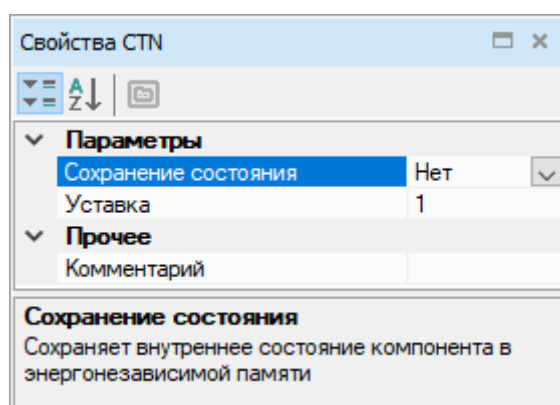 Свойства CTN
Параметры
Сохранение состояния Нет
Уставка 1
Прочее
Комментарий
Сохранение состояния
Сохраняет внутреннее состояние компонента в
энергонезависимой памяти